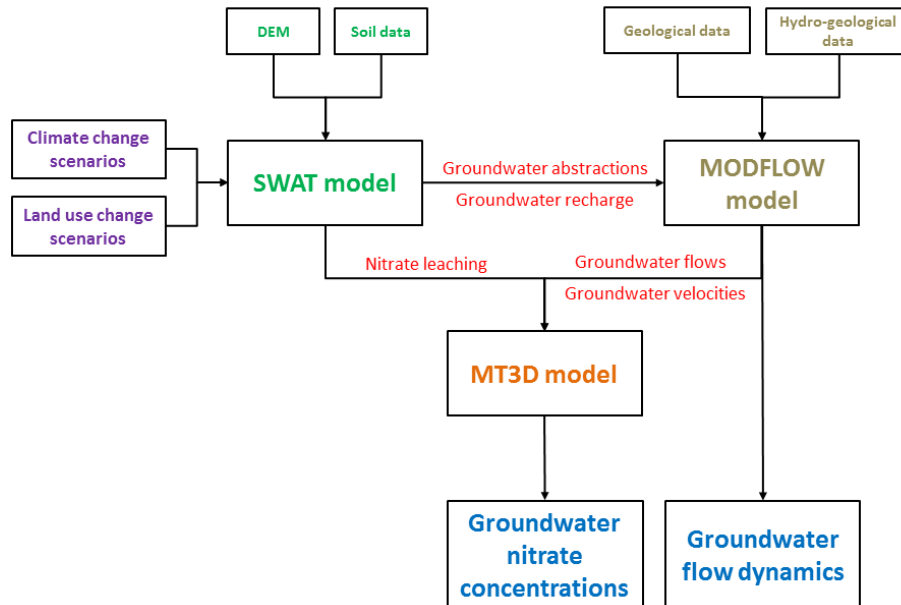 DEM
Soil data
Geological data
Hydro-geological
data
Climate change
scenarios
Land use change
scenarios
SWAT model
Groundwater abstractions
Groundwater recharge
MODFLOW
model
Nitrate leaching
Groundwater flows
Groundwater velocities
MT3D model
Groundwater
nitrate
concentrations
Groundwater
flow dynamics